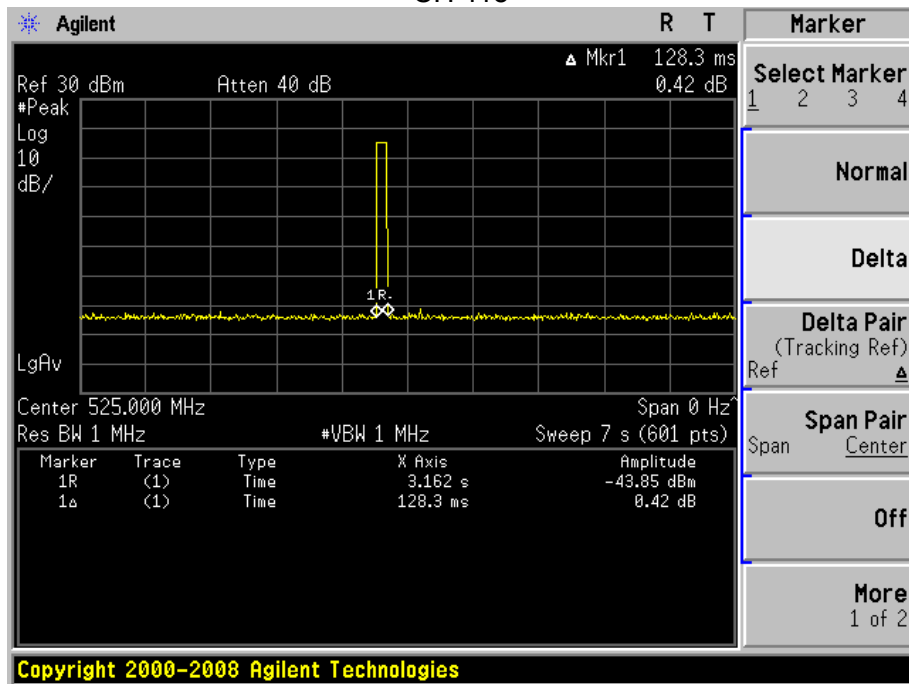 Agilent R T
Δ Mkr1 128.3 ms
Ref 30 dBm Atten 40 dB 0.42 dB
#Peak
Log
10
dB/
1R
LgAv
Center 525.000 MHz Span 0 Hz^
Res BW 1 MHz #VBW 1 MHz Sweep 7 s (601 pts)
Marker Trace Type X Axis Amplitude
1R (1) Time 3.162 s -43.85 dBm
1Δ (1) Time 128.3 ms 0.42 dB
Marker
Select Marker
1 2 3 4
Normal
Delta
Delta Pair
(Tracking Ref)
Ref Δ
Span Pair
Span Center
Off
More
1 of 2
Copyright 2000-2008 Agilent Technologies